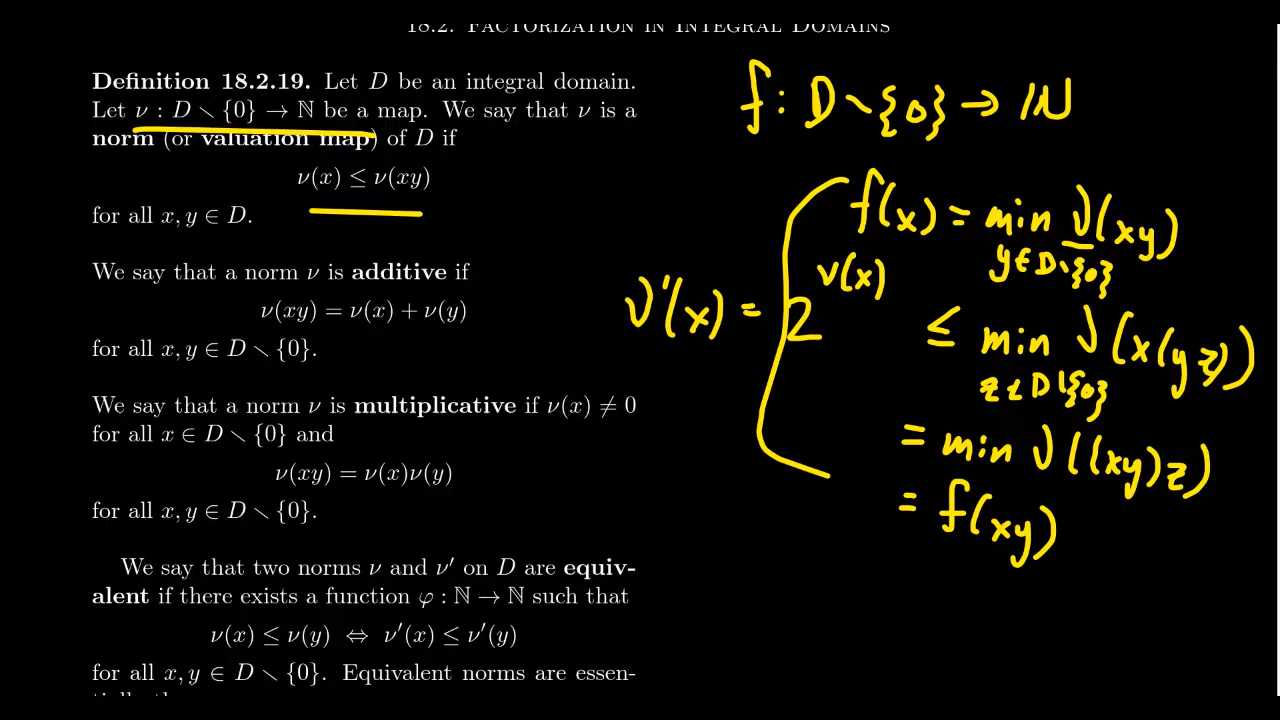 18.2. FACTORIZATION IN INTEGRAL DOMAINS
Definition 18.2.19. Let D be an integral domain.
Let ν : D ∖ {0} → ℕ be a map. We say that ν is a
norm (or valuation map) of D if
ν(x) ≤ ν(xy)
for all x, y ∈ D.
We say that a norm ν is additive if
ν(xy) = ν(x) + ν(y)
for all x, y ∈ D ∖ {0}.
We say that a norm ν is multiplicative if ν(x) ≠ 0
for all x ∈ D ∖ {0} and
ν(xy) = ν(x)ν(y)
for all x, y ∈ D ∖ {0}.
We say that two norms ν and ν′ on D are equiv-
alent if there exists a function φ : ℕ → ℕ such that
ν(x) ≤ ν(y) ⇔ ν′(x) ≤ ν′(y)
for all x, y ∈ D ∖ {0}. Equivalent norms are essen-
f : D ∖ {0} → ℕ
f(x) = min ν(xy)
y ∈ D ∖ {0}
ν′(x) = 2^ν(x)
≤ min ν(x(yz))
z ∈ D ∖ {0}
= min ν((xy)z)
= f(xy)